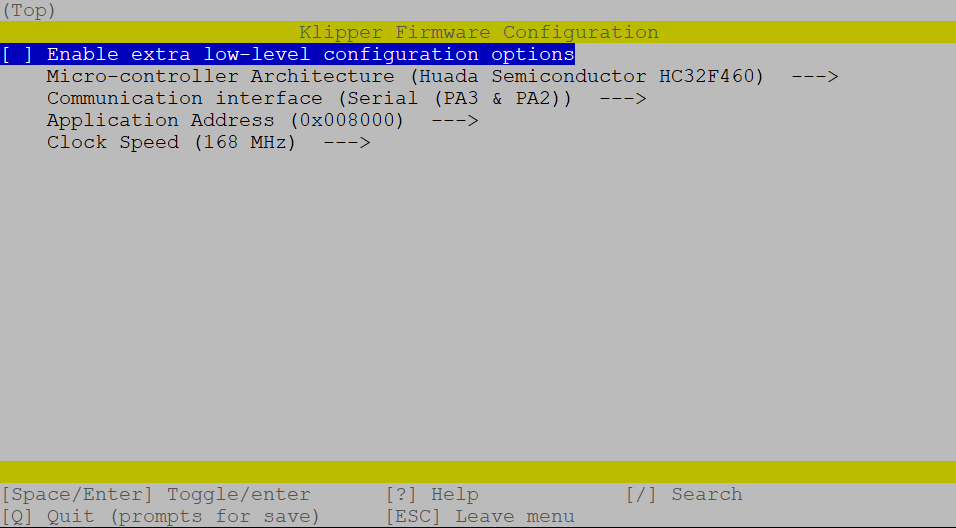 (Top)
Klipper Firmware Configuration
[ ] Enable extra low-level configuration options
Micro-controller Architecture (Huada Semiconductor HC32F460)  --->
Communication interface (Serial (PA3 & PA2))  --->
Application Address (0x008000)  --->
Clock Speed (168 MHz)  --->
[Space/Enter] Toggle/enter [?] Help [/] Search
[Q] Quit (prompts for save) [ESC] Leave menu